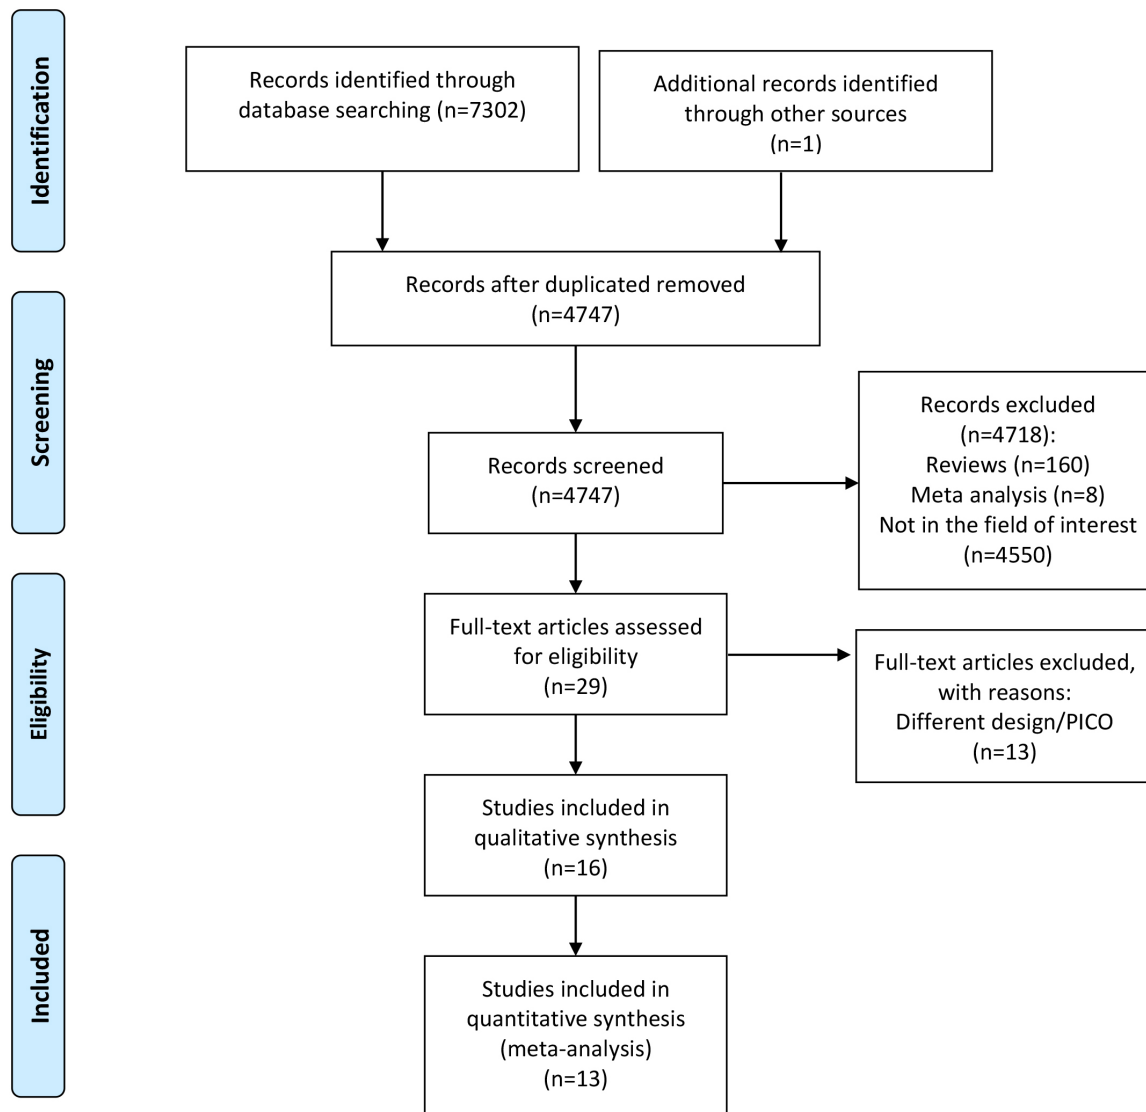 Identification
Records identified through
database searching (n=7302)
Additional records identified
through other sources
(n=1)
Records after duplicated removed
(n=4747)
Screening
Records screened
(n=4747)
Records excluded
(n=4718):
Reviews (n=160)
Meta analysis (n=8)
Not in the field of interest
(n=4550)
Eligibility
Full-text articles assessed
for eligibility
(n=29)
Full-text articles excluded,
with reasons:
Different design/PICO
(n=13)
Studies included in
qualitative synthesis
(n=16)
Included
Studies included in
quantitative synthesis
(meta-analysis)
(n=13)